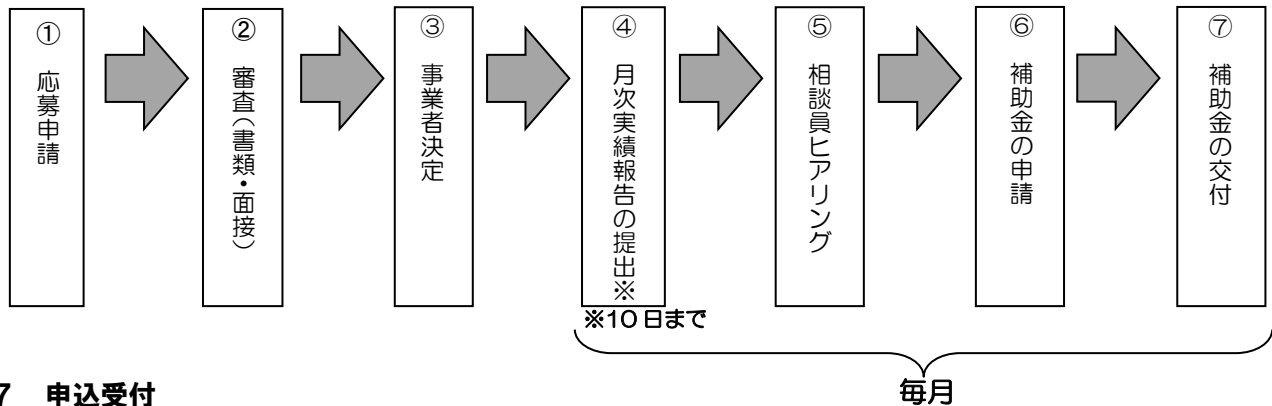 ① 応募申請
② 審査（書類・面接）
③ 事業者決定
④ 月次実績報告の提出※
⑤ 相談員ヒアリング
⑥ 補助金の申請
⑦ 補助金の交付
※10日まで
毎月
7 申込受付